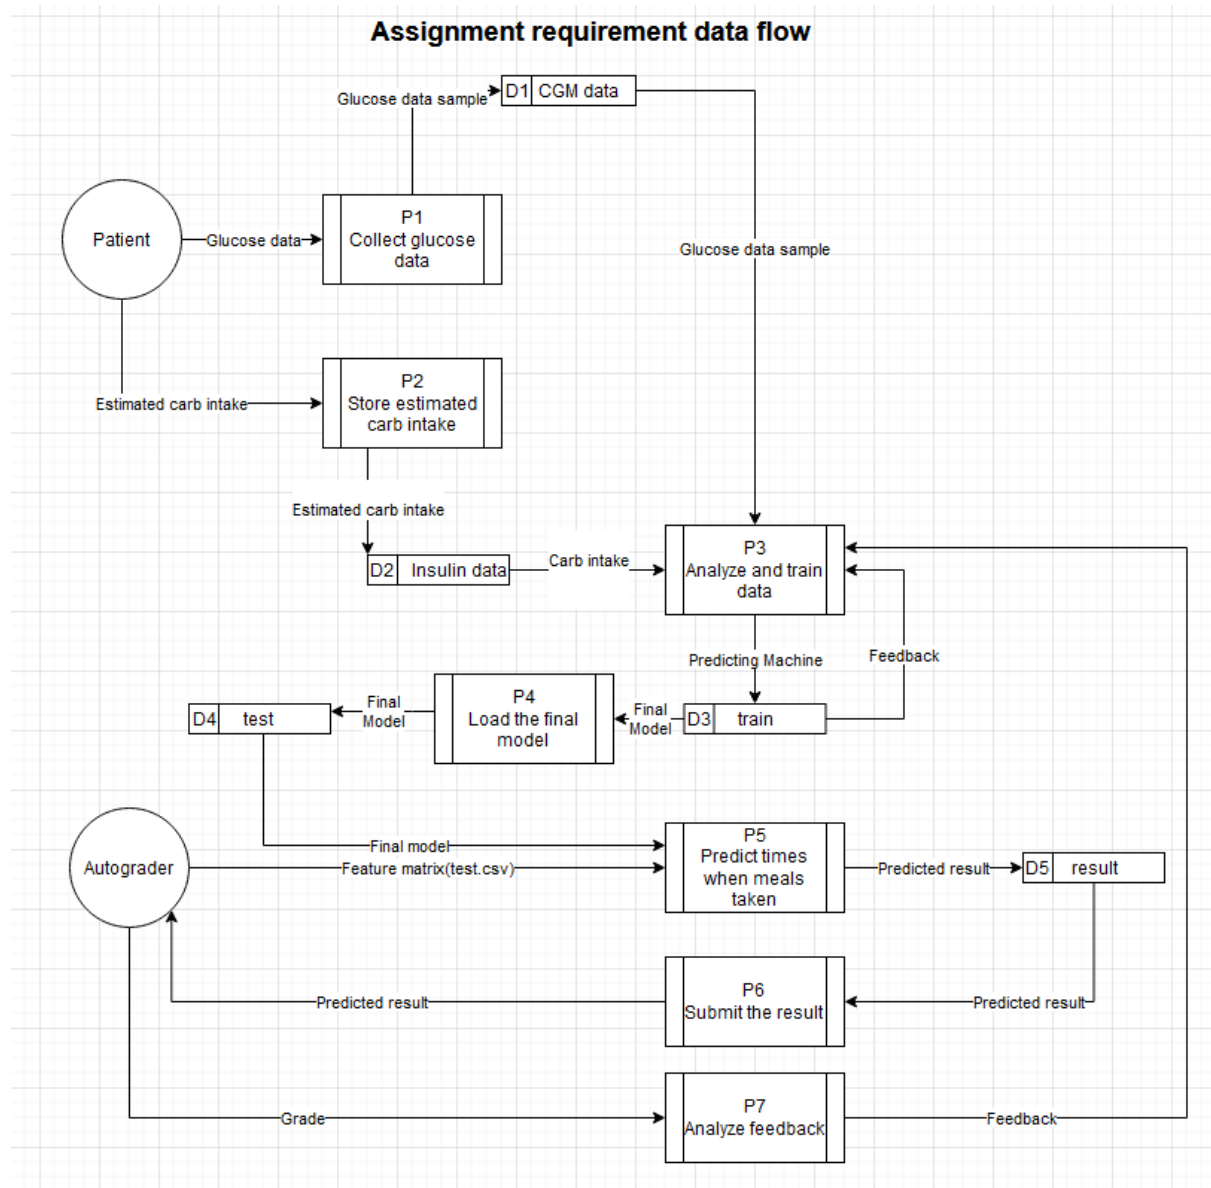 Assignment requirement data flow
D1 CGM data
Glucose data sample
P1
Collect glucose
data
Patient
Glucose data
Glucose data sample
P2
Store estimated
carb intake
Estimated carb intake
Estimated carb intake
D2 Insulin data
Carb intake
P3
Analyze and train
data
Predicting Machine
Feedback
D4 test
Final
Model
P4
Load the final
model
Final
Model
D3 train
Autograder
Final model
Feature matrix(test.csv)
P5
Predict times
when meals
taken
Predicted result
D5 result
Predicted result
P6
Submit the result
Predicted result
Grade
P7
Analyze feedback
Feedback